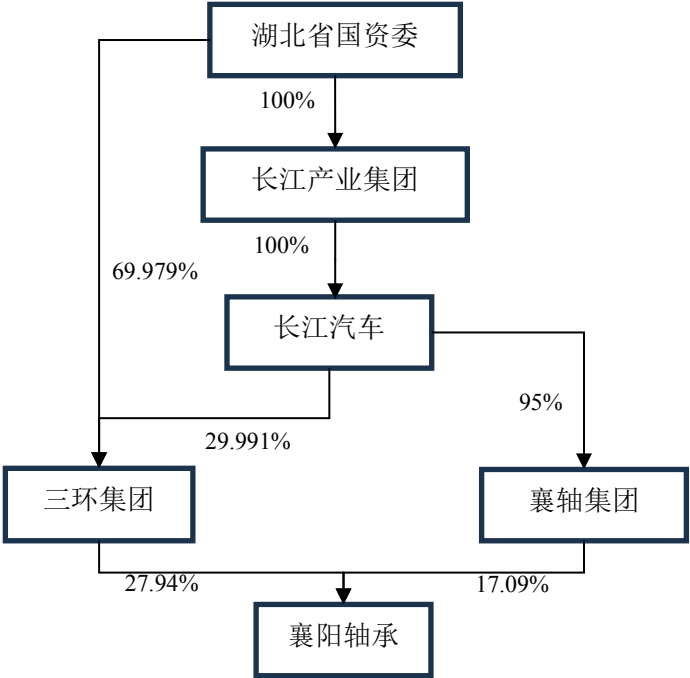 湖北省国资委
100%
长江产业集团
100%
69.979%
长江汽车
95%
29.991%
三环集团
襄轴集团
27.94%
17.09%
襄阳轴承